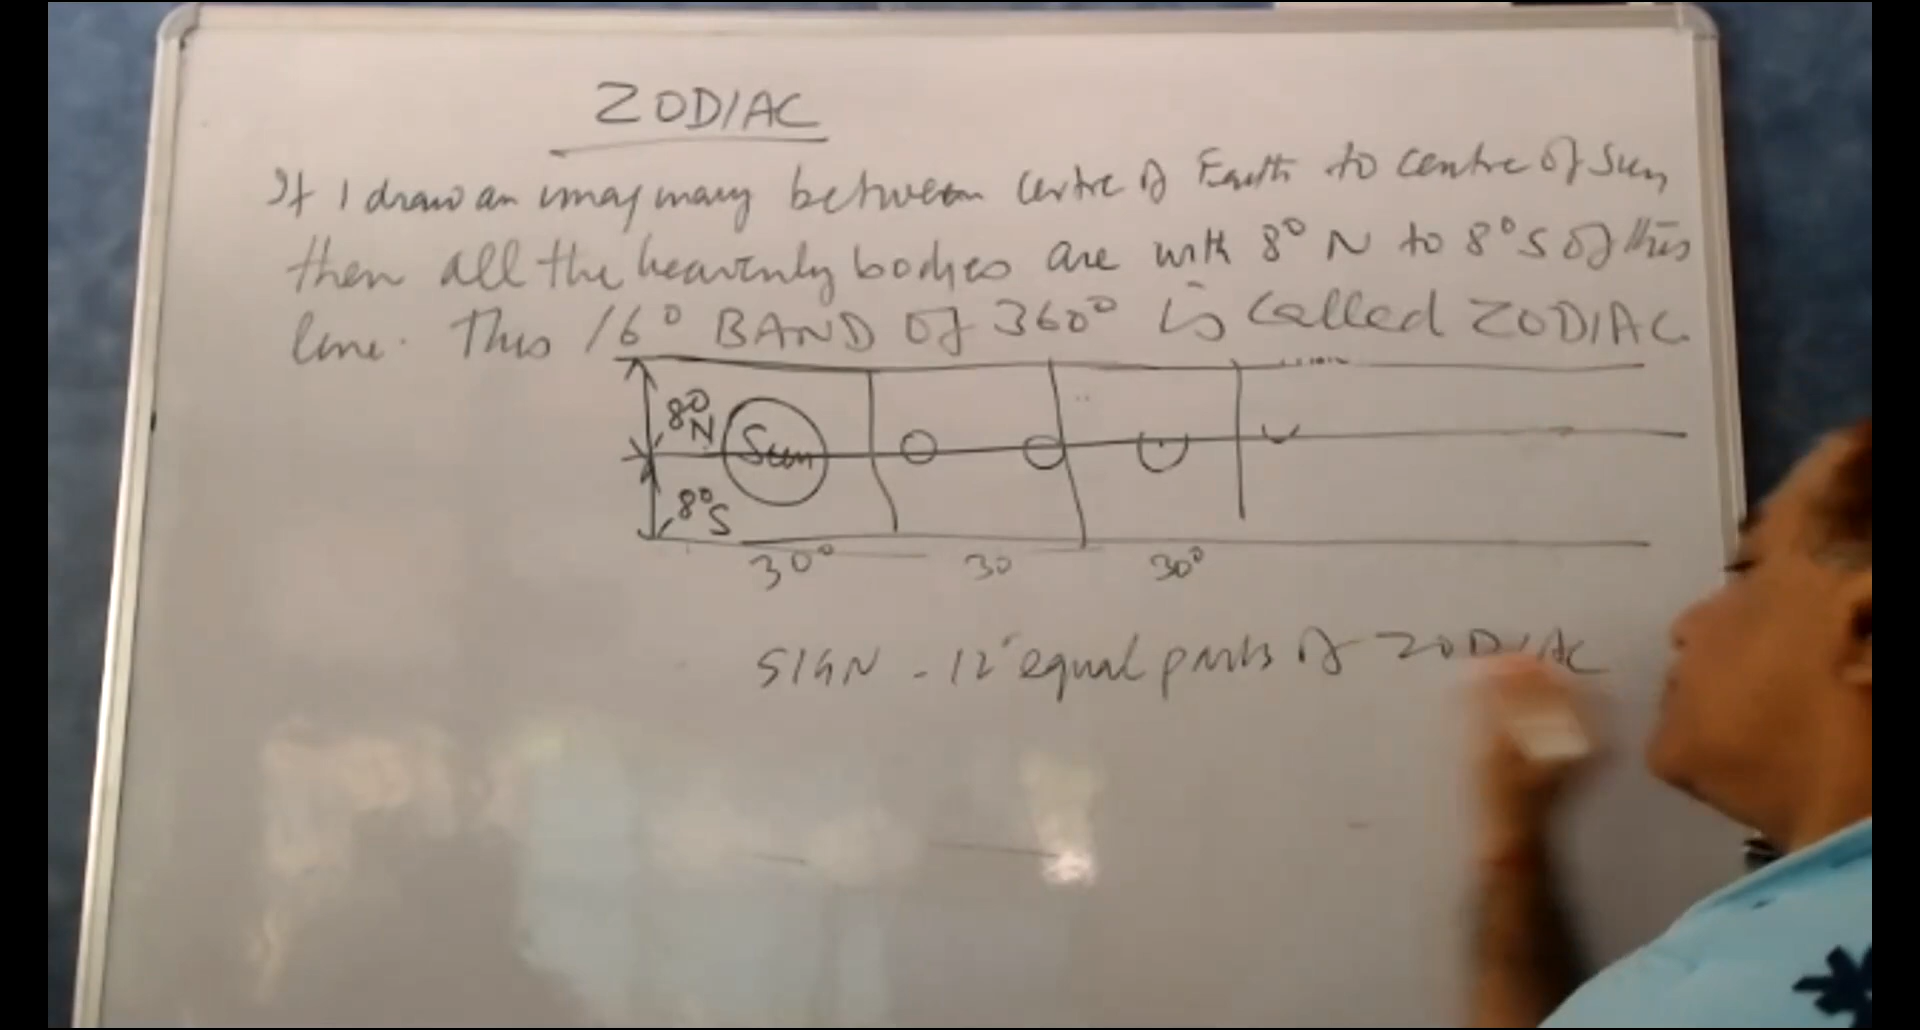 ZODIAC
If I draw an imaginary between centre of Earth to centre of Sun,
then all the heavenly bodies are with 8° N to 8° S of this
line. This 16° BAND of 360° is called ZODIAC
8° N
Sun
8° S
30° 30 30°
SIGN - 12 equal parts of ZODIAC